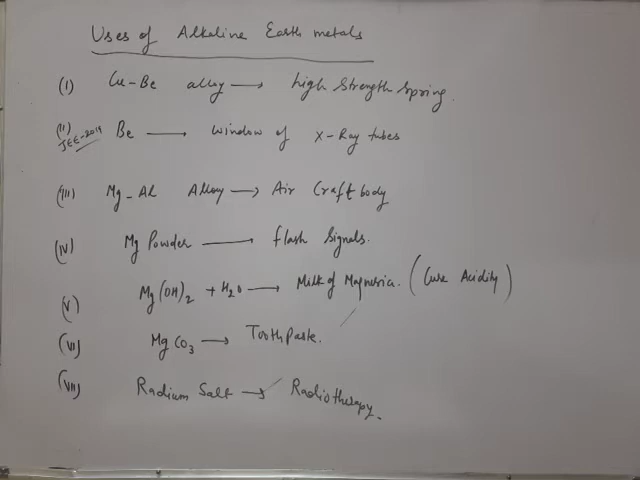 Uses of Alkaline Earth metals
(I) Cu-Be alloy → high Strength Spring.
(II) Be → window of X-Ray tubes
JEE-2019
(III) Mg-Al Alloy → Air Craft body
(IV) Mg Powder → flash Signals.
(V) Mg(OH)2 + H2O → Milk of Magnesia. (Cure Acidity)
(VI) MgCO3 → ToothPaste.
(VII) Radium Salt → Radiotherapy.